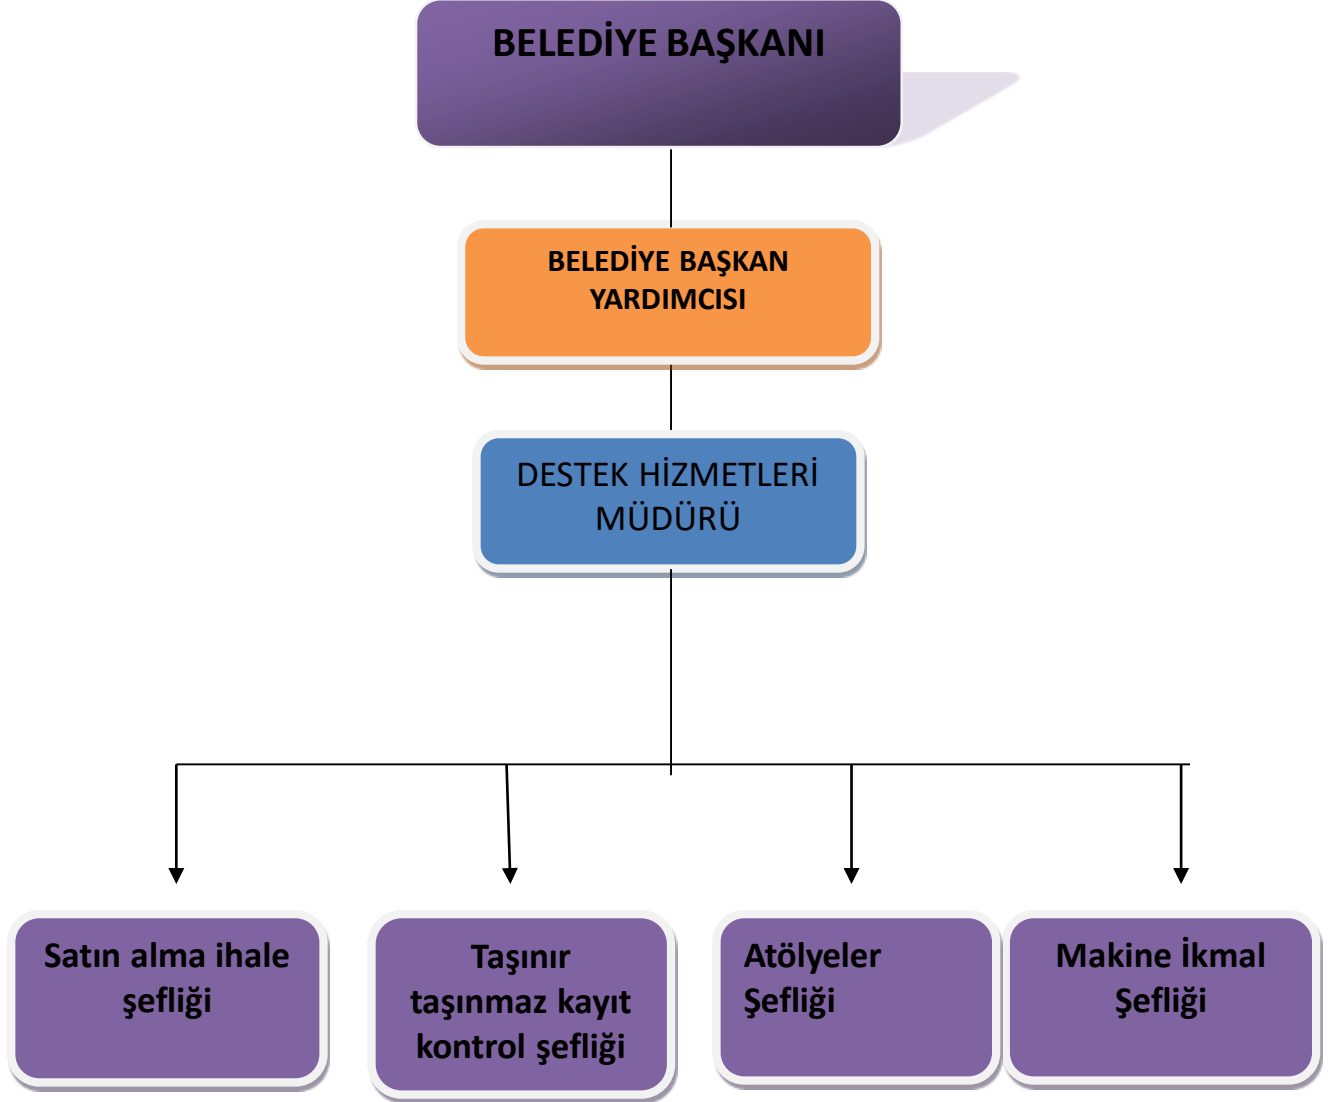 BELEDİYE BAŞKANI
BELEDİYE BAŞKAN
YARDIMCISI
DESTEK HİZMETLERİ
MÜDÜRÜ
Satın alma ihale
şefliği
Taşınır
taşınmaz kayıt
kontrol şefliği
Atölyeler
Şefliği
Makine İkmal
Şefliği